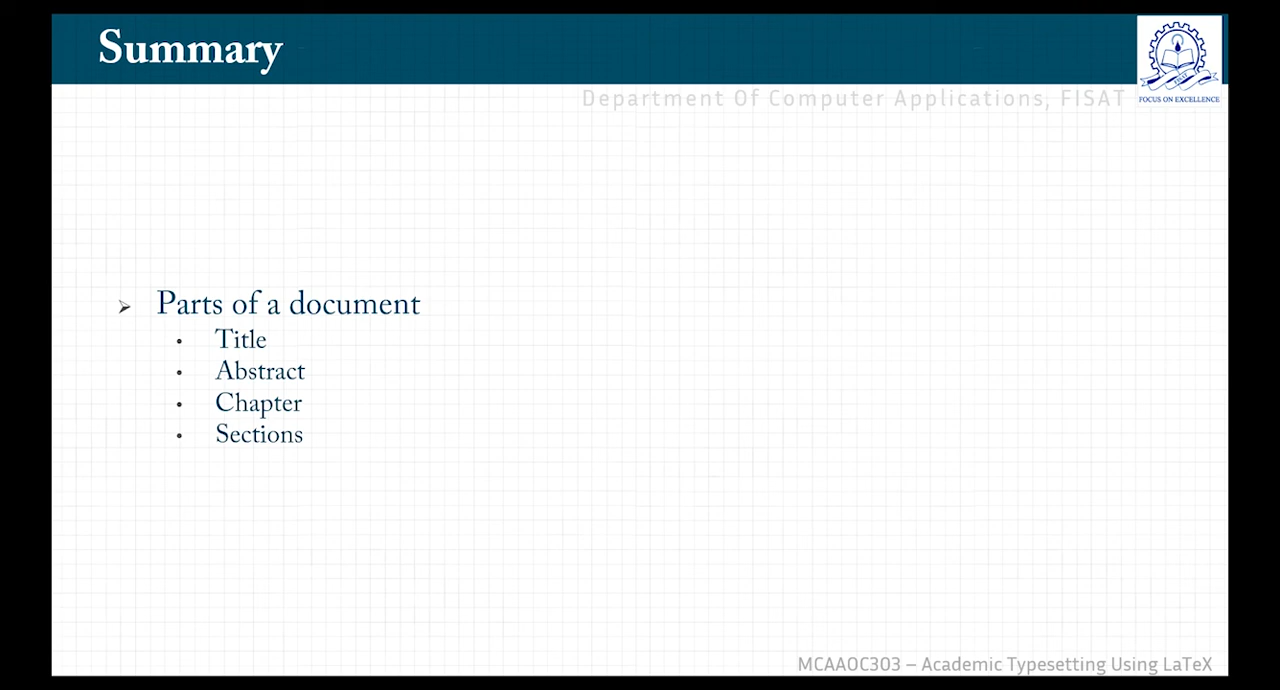 Summary
Department Of Computer Applications, FISAT
FISAT
FOCUS ON EXCELLENCE
Parts of a document
Title
Abstract
Chapter
Sections
MCAAOC303 – Academic Typesetting Using LaTeX